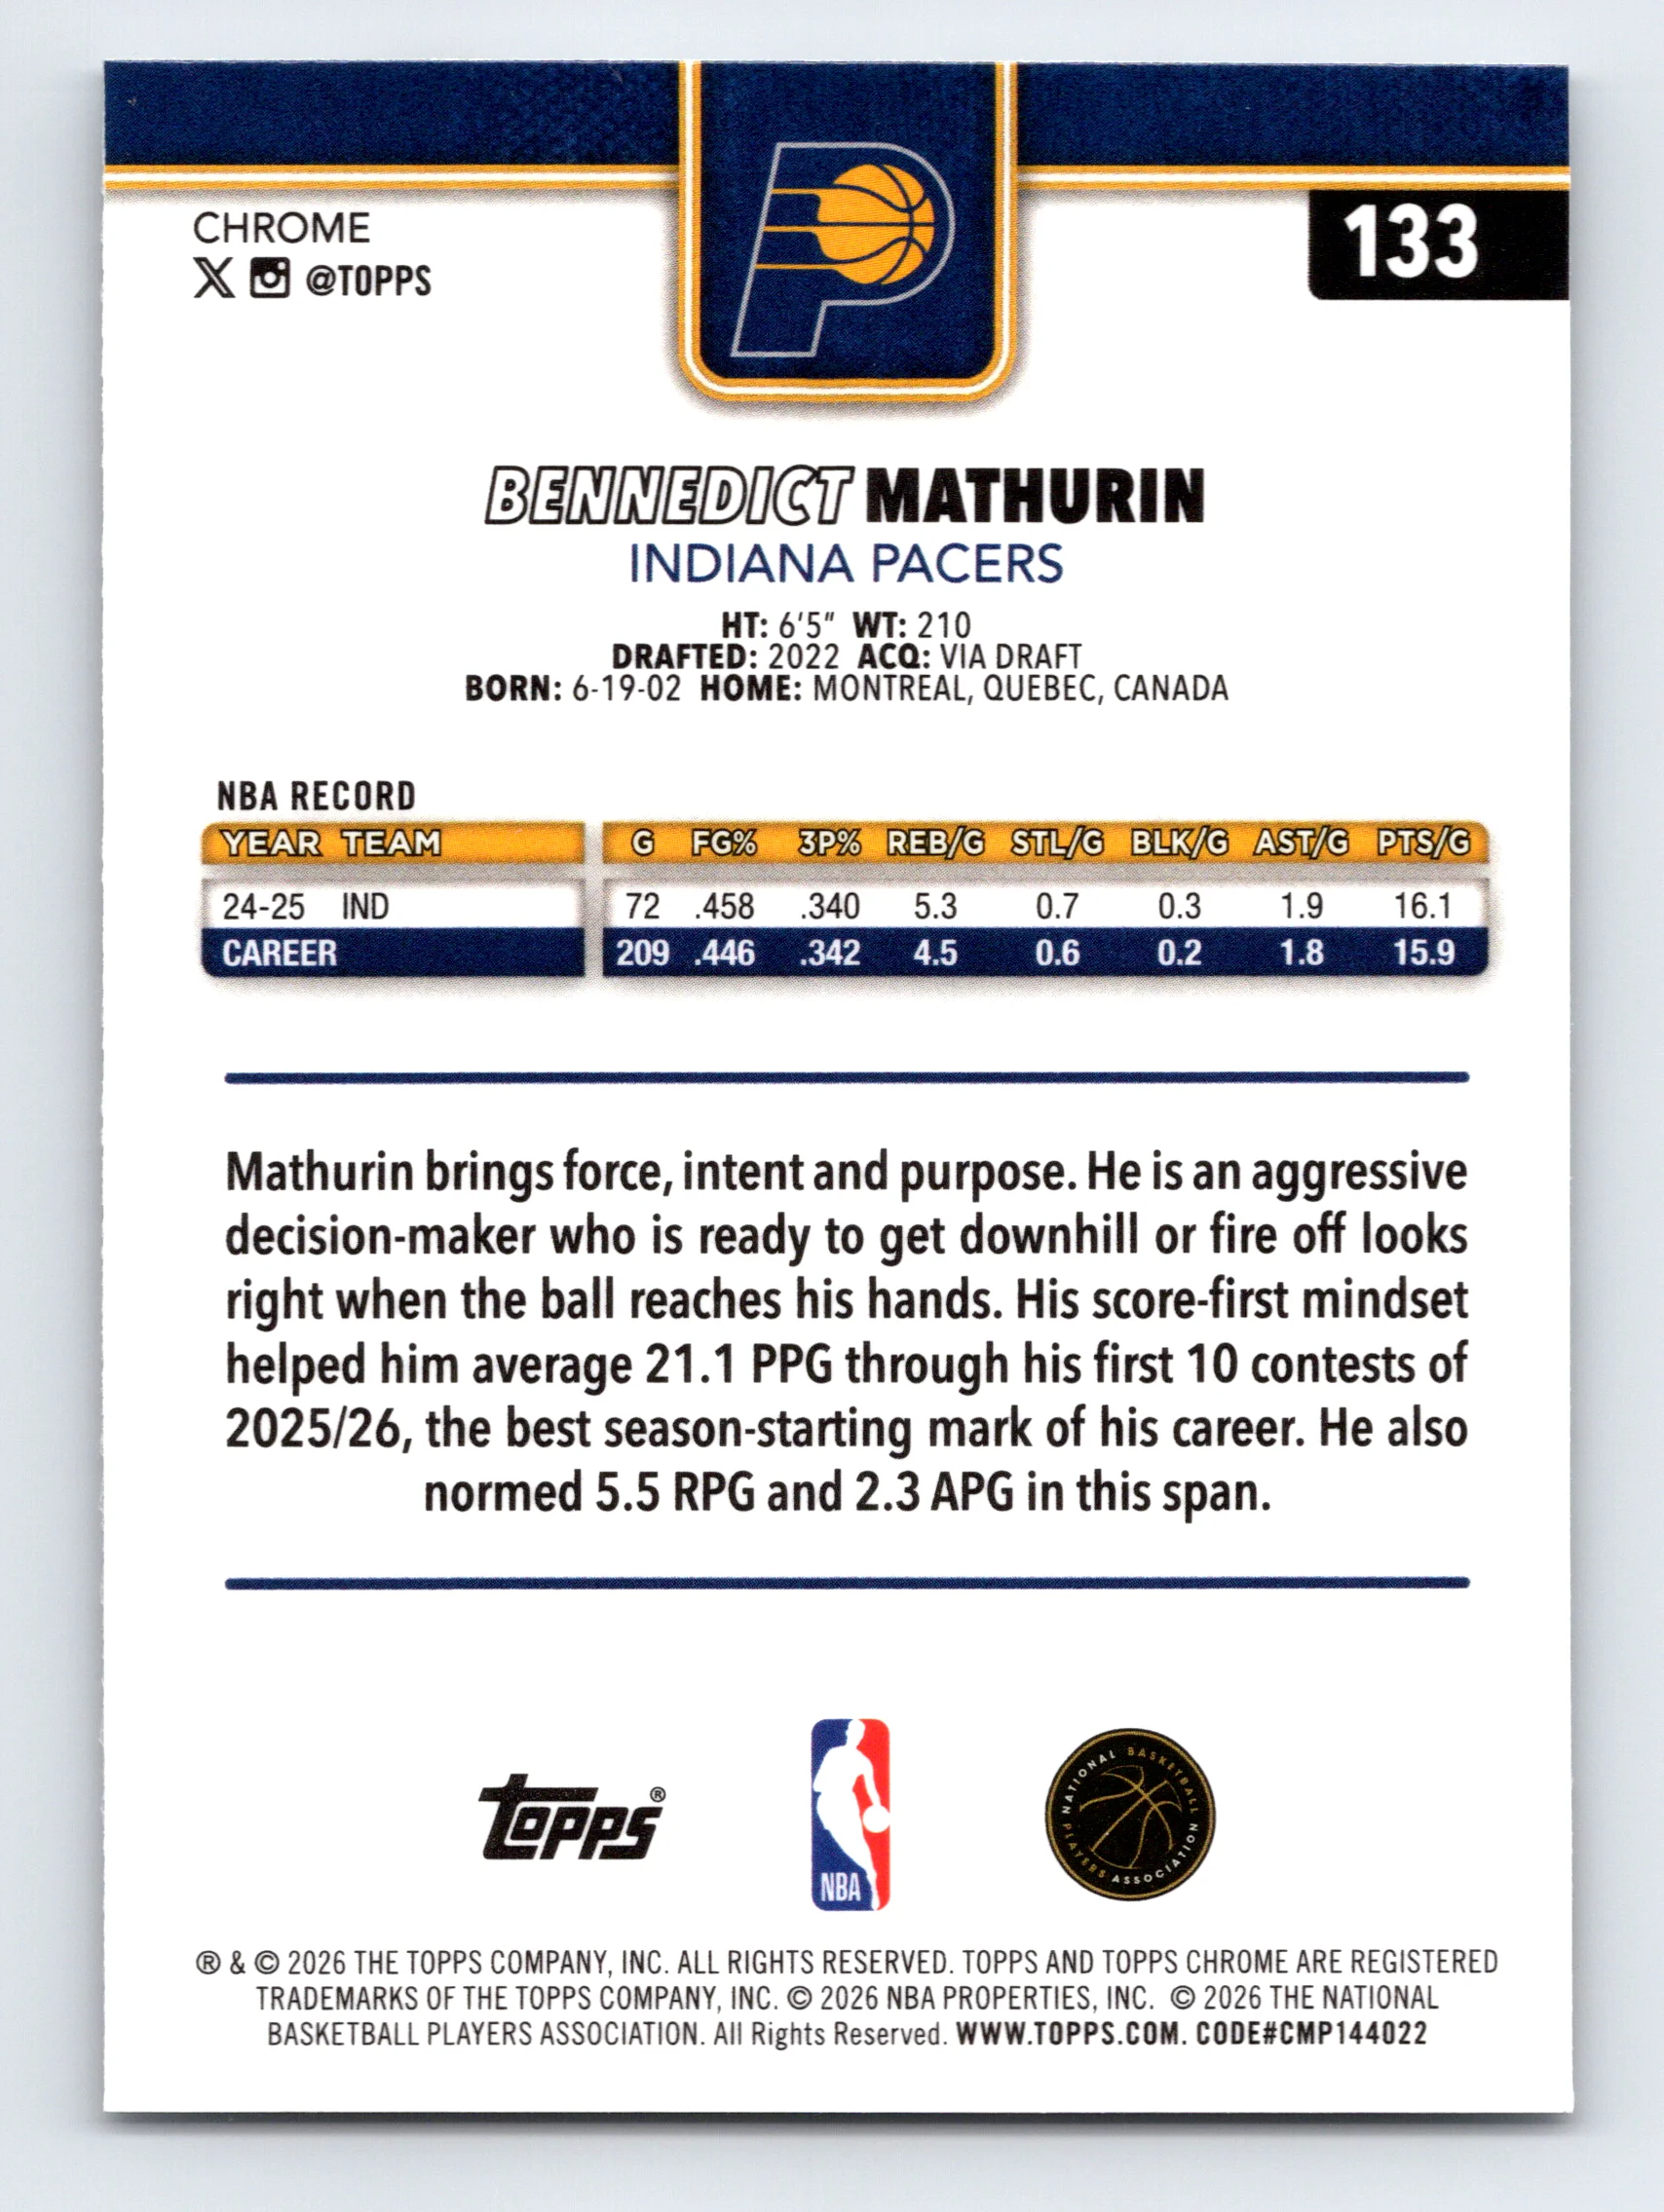 CHROME
X @TOPPS
133
BENNEDICT MATHURIN
INDIANA PACERS
HT: 6'5" WT: 210
DRAFTED: 2022 ACQ: VIA DRAFT
BORN: 6-19-02 HOME: MONTREAL, QUEBEC, CANADA
NBA RECORD
YEAR TEAM G FG% 3P% REB/G STL/G BLK/G AST/G PTS/G
24-25 IND 72 .458 .340 5.3 0.7 0.3 1.9 16.1
CAREER 209 .446 .342 4.5 0.6 0.2 1.8 15.9
Mathurin brings force, intent and purpose. He is an aggressive
decision-maker who is ready to get downhill or fire off looks
right when the ball reaches his hands. His score-first mindset
helped him average 21.1 PPG through his first 10 contests of
2025/26, the best season-starting mark of his career. He also
normed 5.5 RPG and 2.3 APG in this span.
topps®
NBA
NATIONAL BASKETBALL PLAYERS ASSOCIATION
® & © 2026 THE TOPPS COMPANY, INC. ALL RIGHTS RESERVED. TOPPS AND TOPPS CHROME ARE REGISTERED
TRADEMARKS OF THE TOPPS COMPANY, INC. © 2026 NBA PROPERTIES, INC. © 2026 THE NATIONAL
BASKETBALL PLAYERS ASSOCIATION. All Rights Reserved. WWW.TOPPS.COM. CODE#CMP144022